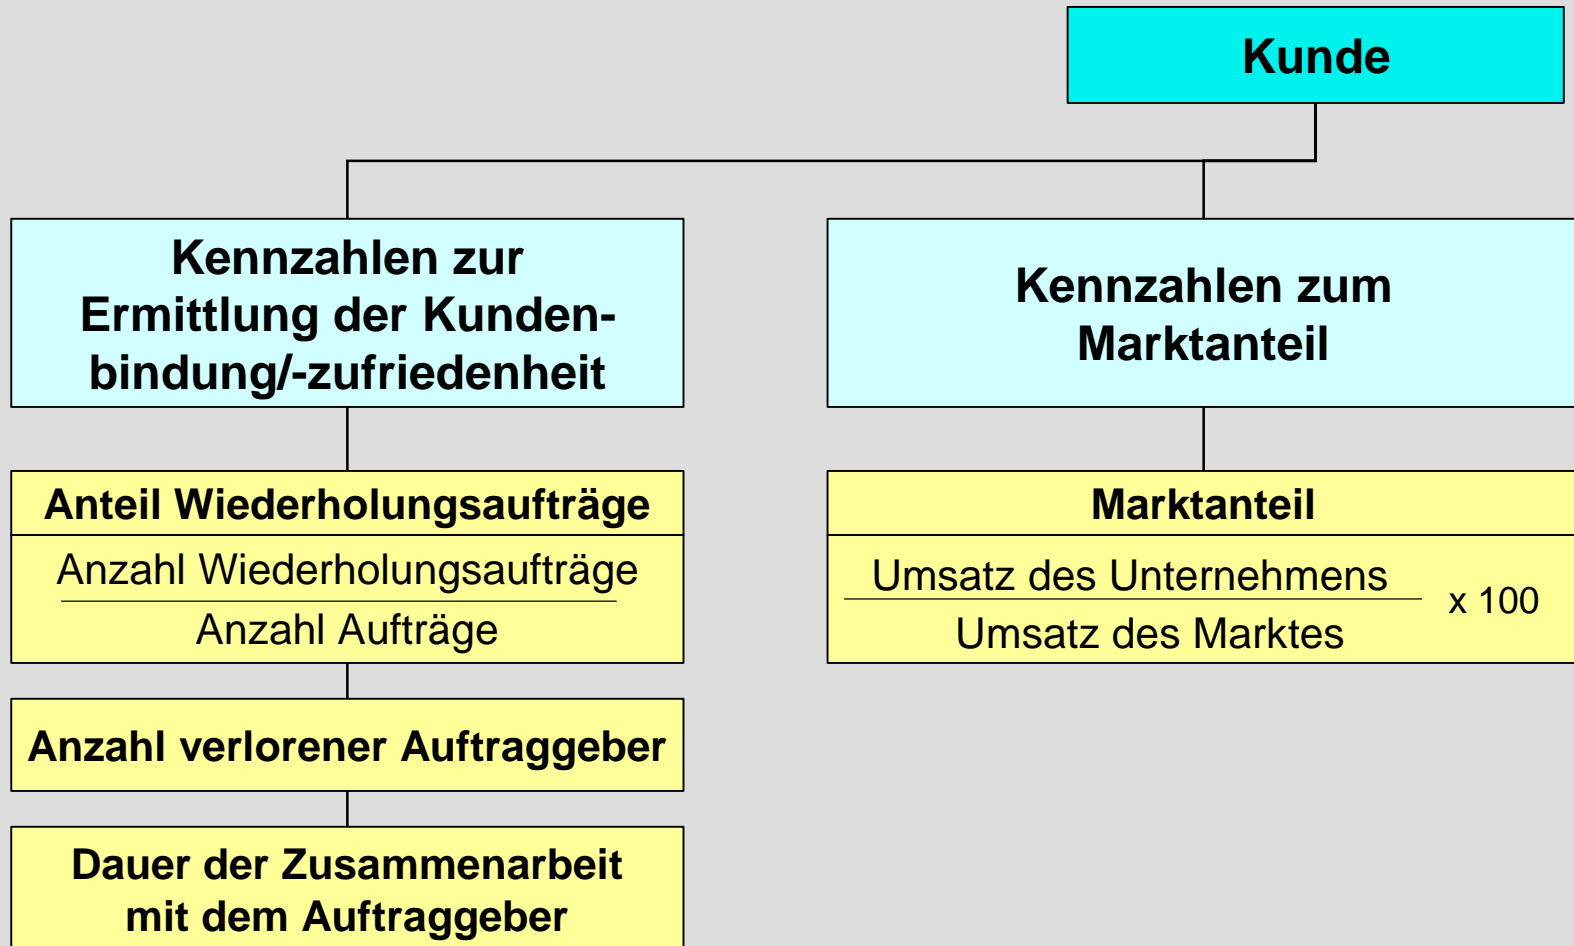 Kunde
Kennzahlen zur
Ermittlung der Kunden-
bindung/-zufriedenheit
Kennzahlen zum
Marktanteil
Anteil Wiederholungsaufträge
Anzahl Wiederholungsaufträge
Anzahl Aufträge
Anzahl verlorener Auftraggeber
Dauer der Zusammenarbeit
mit dem Auftraggeber
Marktanteil
Umsatz des Unternehmens
Umsatz des Marktes
x 100